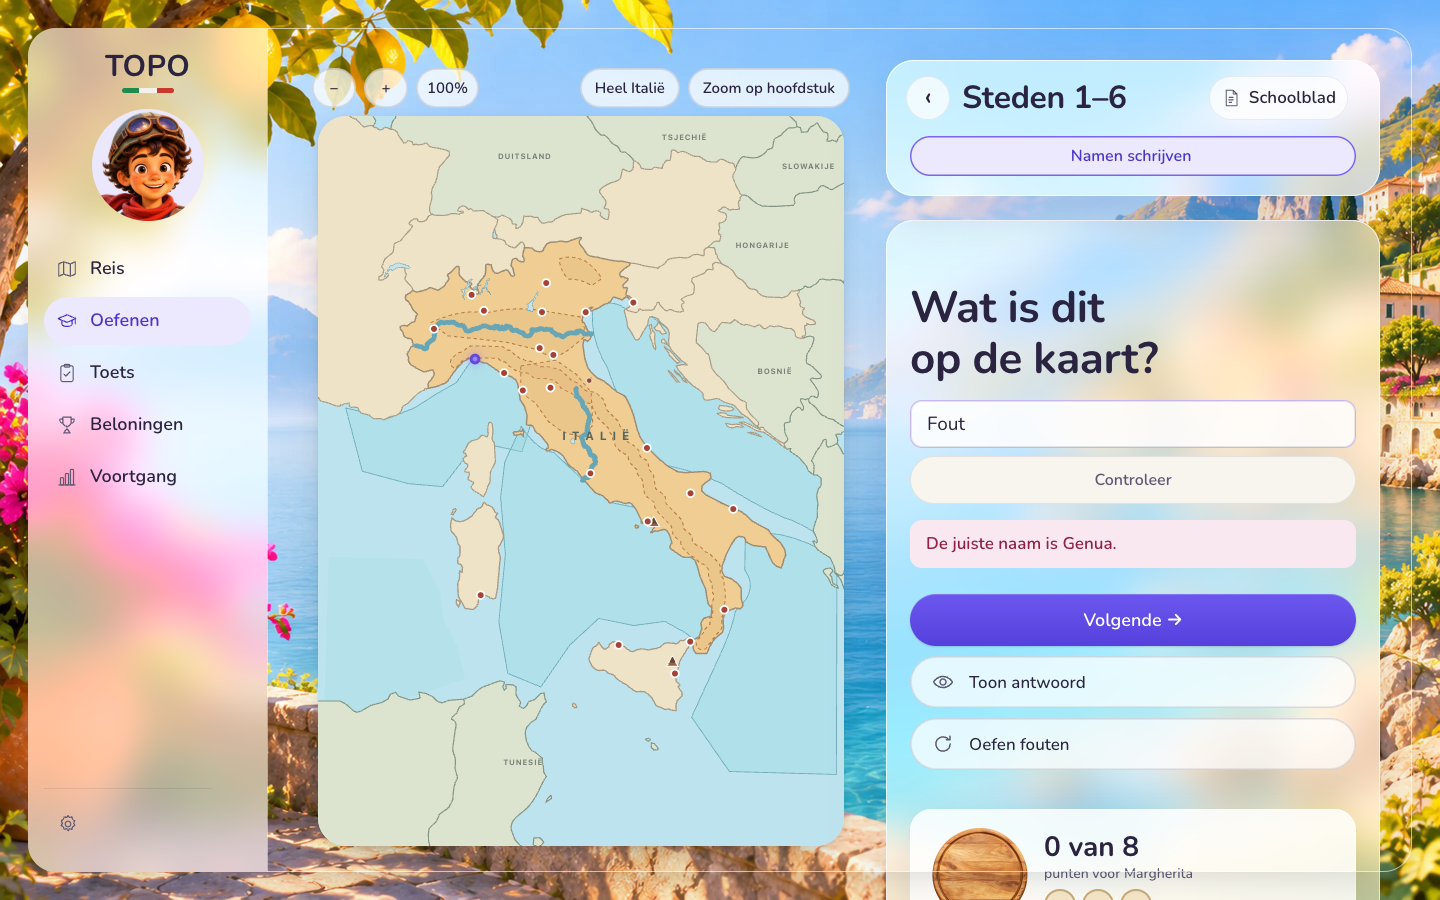 TOPO
Reis
Oefenen
Toets
Beloningen
Voortgang
−
+
100%
Heel Italië
Zoom op hoofdstuk
DUITSLAND
TSJECHIË
SLOWAKIJE
HONGARIJE
BOSNIË
ITALIË
TUNESIË
‹
Steden 1–6
Schoolblad
Namen schrijven
Wat is dit
op de kaart?
Fout
Controleer
De juiste naam is Genua.
Volgende →
Toon antwoord
Oefen fouten
0 van 8
punten voor Margherita